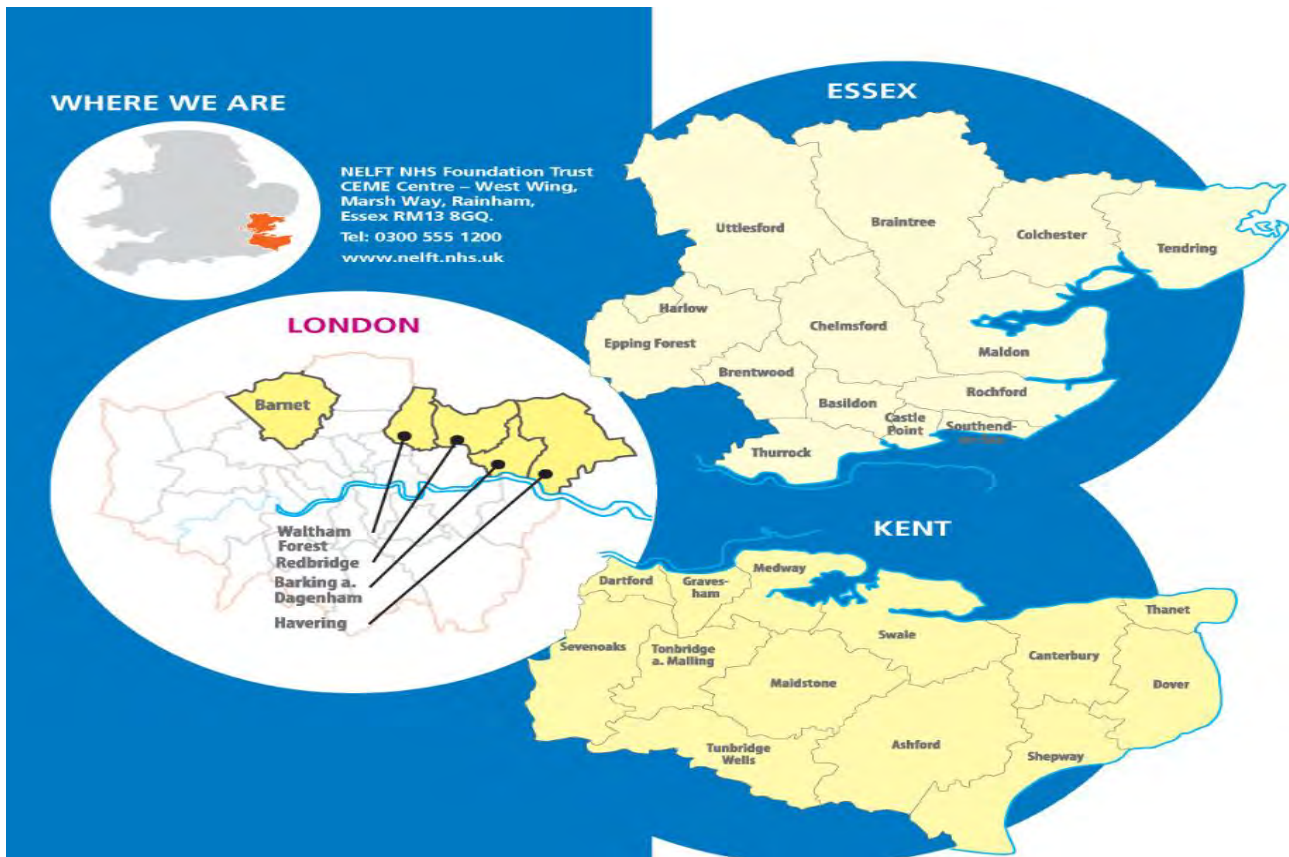 WHERE WE ARE
NELFT NHS Foundation Trust
CEME Centre – West Wing,
Marsh Way, Rainham,
Essex RM13 8GQ.
Tel: 0300 555 1200
www.nelft.nhs.uk
LONDON
Barnet
Waltham
Forest
Redbridge
Barking a.
Dagenham
Havering
ESSEX
Uttlesford
Braintree
Colchester
Tendring
Harlow
Epping Forest
Chelmsford
Maldon
Brentwood
Basildon
Rochford
Castle
Point
Southend-
Thurrock
KENT
Dartford
Graves-
ham
Medway
Thanet
Swale
Sevenoaks
Tonbridge
a. Malling
Canterbury
Maidstone
Dover
Tunbridge
Wells
Ashford
Shepway